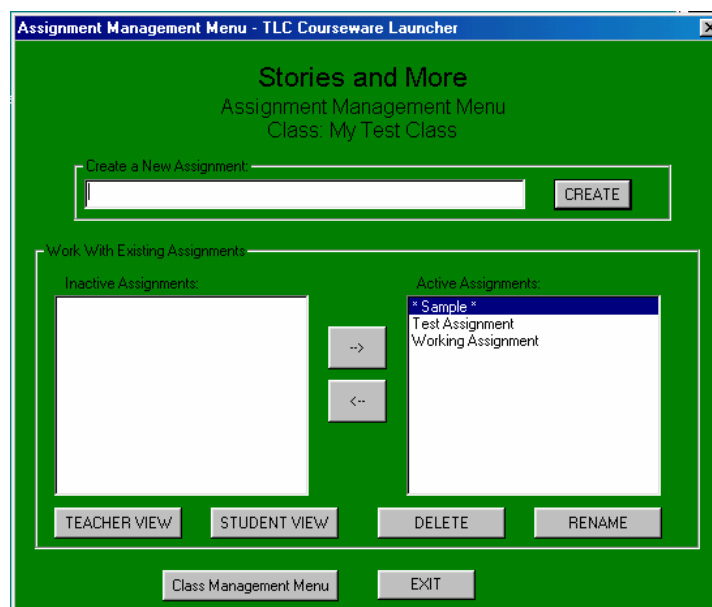 Assignment Management Menu - TLC Courseware Launcher
Stories and More
Assignment Management Menu
Class: My Test Class
Create a New Assignment:
CREATE
Work With Existing Assignments
Inactive Assignments:
Active Assignments:
* Sample *
Test Assignment
Working Assignment
-->
<--
TEACHER VIEW
STUDENT VIEW
DELETE
RENAME
Class Management Menu
EXIT